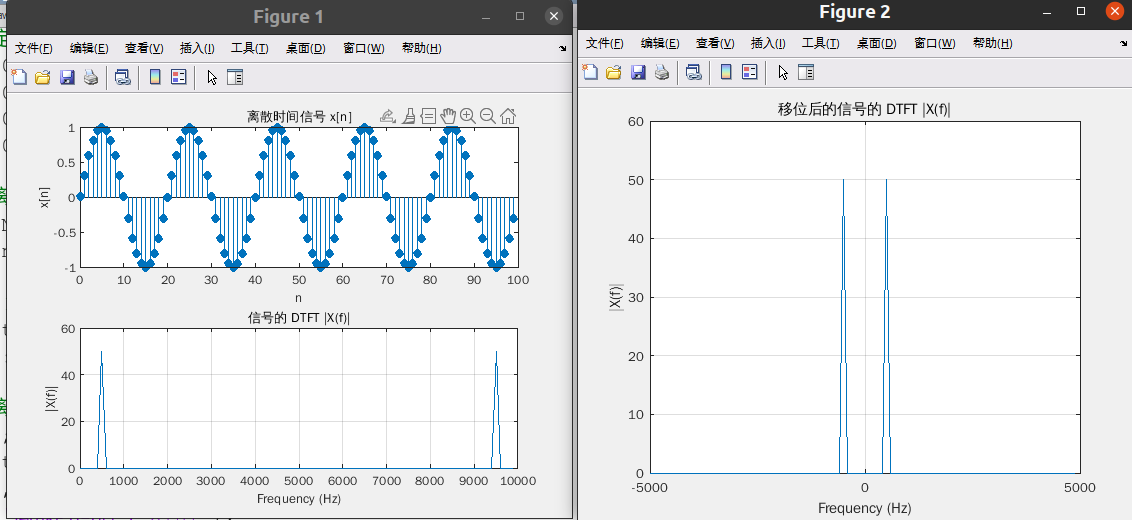 Figure 1
文件(F) 编辑(E) 查看(V) 插入(I) 工具(T) 桌面(D) 窗口(W) 帮助(H)
离散时间信号 x[n]
1
0.5
0
-0.5
-1
x[n]
0 10 20 30 40 50 60 70 80 90 100
n
信号的 DTFT |X(f)|
60
40
20
0
|X(f)|
0 1000 2000 3000 4000 5000 6000 7000 8000 9000 10000
Frequency (Hz)
Figure 2
文件(F) 编辑(E) 查看(V) 插入(I) 工具(T) 桌面(D) 窗口(W) 帮助(H)
移位后的信号的 DTFT |X(f)|
60
50
40
30
20
10
0
|X(f)|
-5000 0 5000
Frequency (Hz)